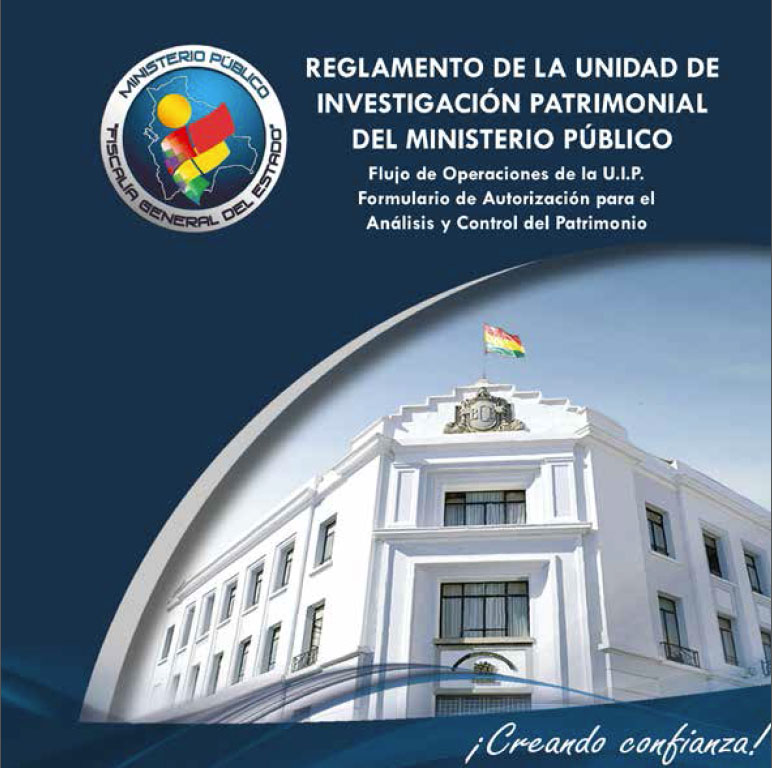 MINISTERIO PÚBLICO
"FISCALÍA GENERAL DEL ESTADO"
REGLAMENTO DE LA UNIDAD DE
INVESTIGACIÓN PATRIMONIAL
DEL MINISTERIO PÚBLICO
Flujo de Operaciones de la U.I.P.
Formulario de Autorización para el
Análisis y Control del Patrimonio
¡Creando confianza!